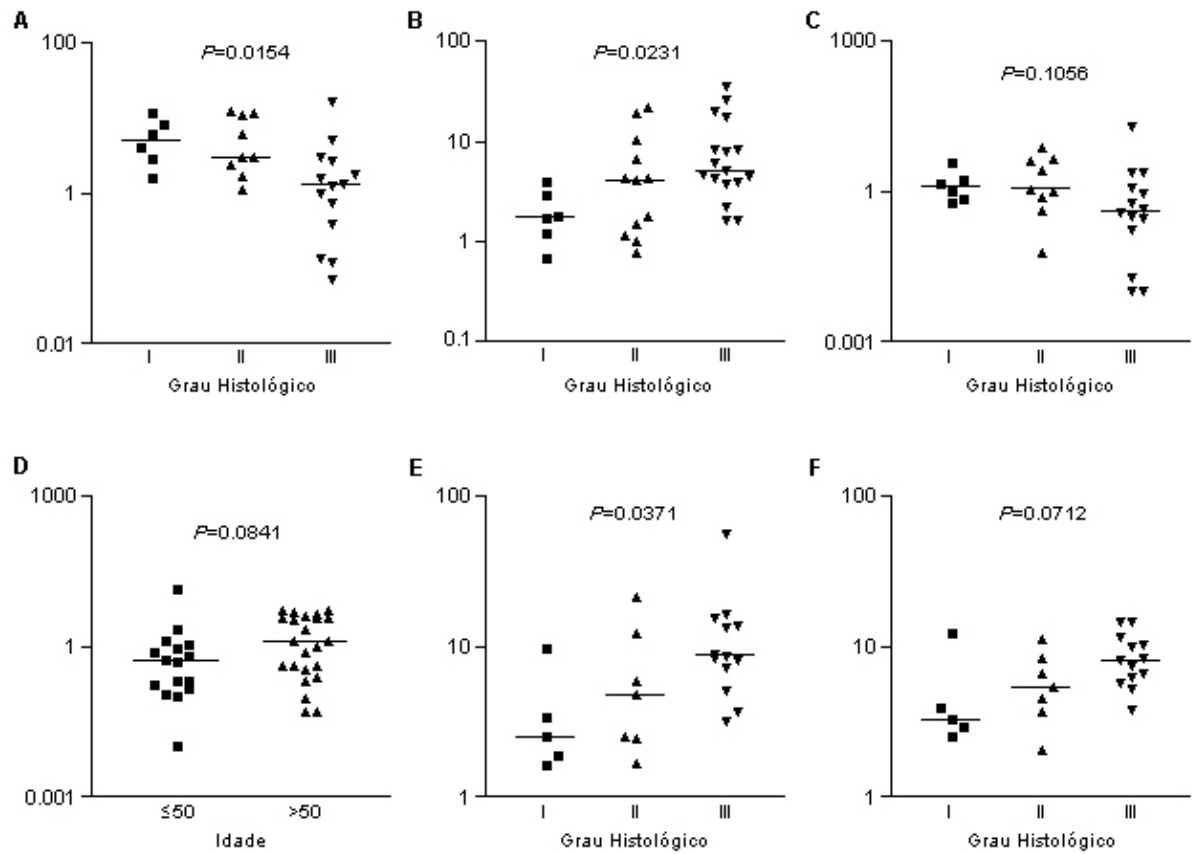 A
B
C
100
P=0.0154
1
0.01
I II III
Grau Histológico
100
P=0.0231
10
1
0.1
I II III
Grau Histológico
1000
P=0.1056
1
0.001
I II III
Grau Histológico
D
E
F
1000
P=0.0841
1
0.001
≤50 >50
Idade
100
P=0.0371
10
1
I II III
Grau Histológico
100
P=0.0712
10
1
I II III
Grau Histológico